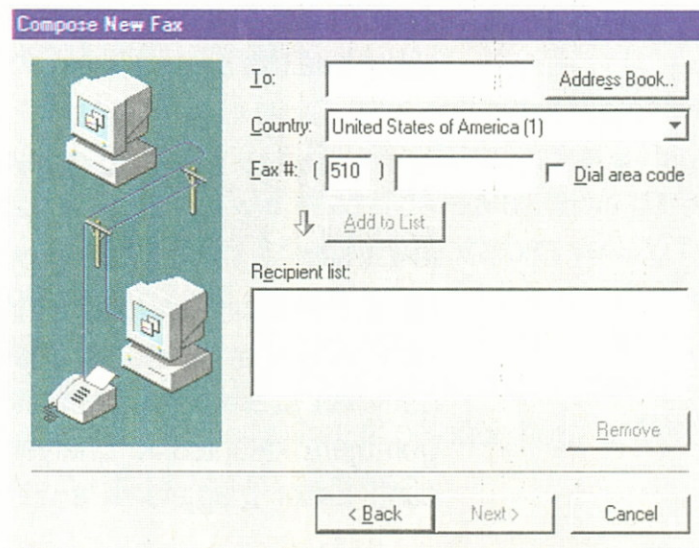 Compose New Fax
To:
Address Book..
Country: United States of America (1)
Fax #: ( 510 ) Dial area code
Add to List
Recipient list:
Remove
< Back Next > Cancel